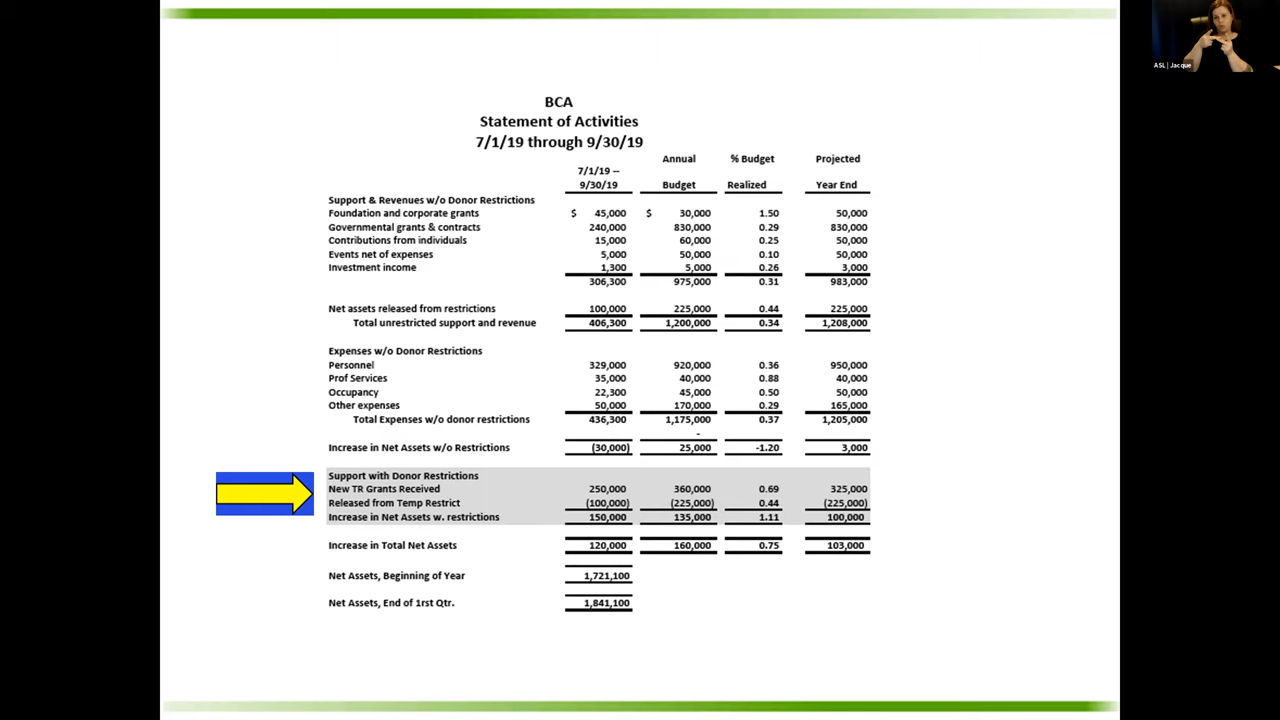 BCA
Statement of Activities
7/1/19 through 9/30/19
Annual % Budget Projected
7/1/19 --
9/30/19 Budget Realized Year End
Support & Revenues w/o Donor Restrictions
Foundation and corporate grants $ 45,000 $ 30,000 1.50 50,000
Governmental grants & contracts 240,000 830,000 0.29 830,000
Contributions from individuals 15,000 60,000 0.25 50,000
Events net of expenses 5,000 50,000 0.10 50,000
Investment income 1,300 5,000 0.26 3,000
306,300 975,000 0.31 983,000
Net assets released from restrictions 100,000 225,000 0.44 225,000
Total unrestricted support and revenue 406,300 1,200,000 0.34 1,208,000
Expenses w/o Donor Restrictions
Personnel 329,000 920,000 0.36 950,000
Prof Services 35,000 40,000 0.88 40,000
Occupancy 22,300 45,000 0.50 50,000
Other expenses 50,000 170,000 0.29 165,000
Total Expenses w/o donor restrictions 436,300 1,175,000 0.37 1,205,000
-
Increase in Net Assets w/o Restrictions (30,000) 25,000 -1.20 3,000
Support with Donor Restrictions
New TR Grants Received 250,000 360,000 0.69 325,000
Released from Temp Restrict (100,000) (225,000) 0.44 (225,000)
Increase in Net Assets w. restrictions 150,000 135,000 1.11 100,000
Increase in Total Net Assets 120,000 160,000 0.75 103,000
Net Assets, Beginning of Year 1,721,100
Net Assets, End of 1rst Qtr. 1,841,100
ASL | Jacque